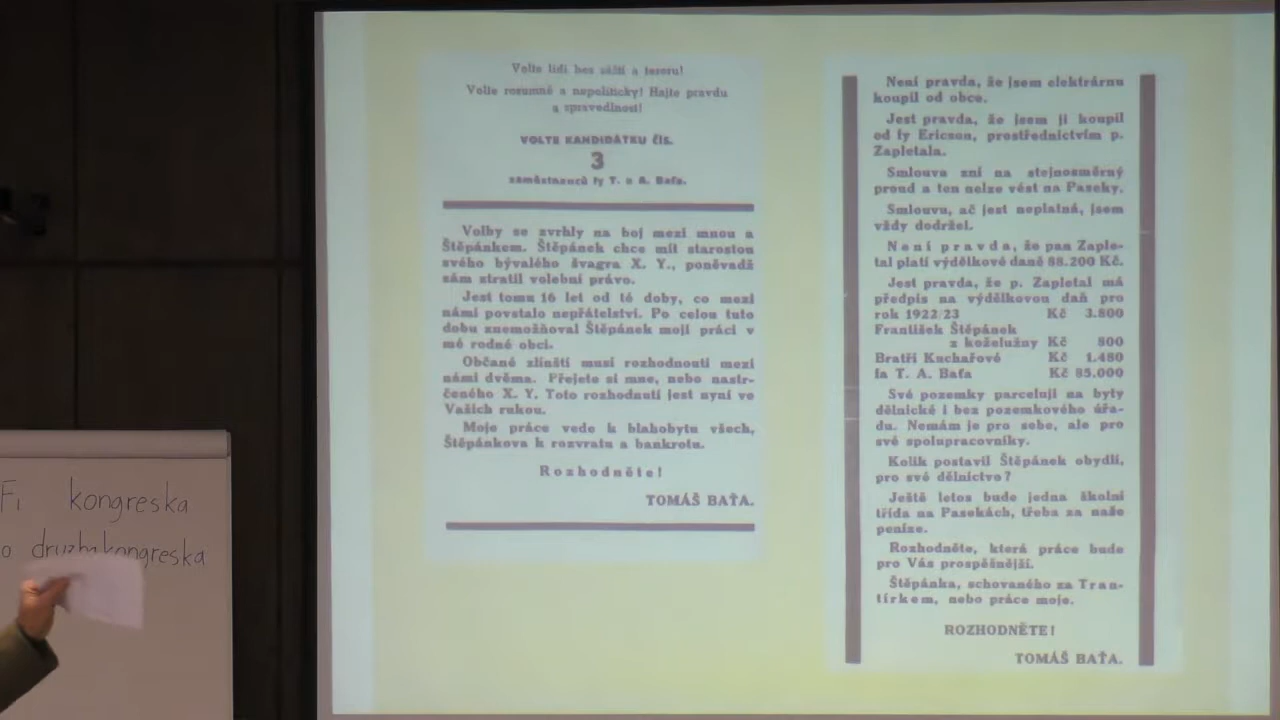 Volte lidi bez záští a teroru!
Volte rozumně a nepoliticky! Hajte pravdu
a spravedlnost!
VOLTE KANDIDÁTKU ČÍS.
3
zaměstnanců fy T. a A. Baťa.
Volby se zvrhly na boj mezi mnou a
Štěpánkem. Štěpánek chce míti starostou
svého bývalého švagra X. Y., poněvadž
sám ztratil volební právo.
Jest tomu 16 let od té doby, co mezi
námi povstalo nepřátelství. Po celou tuto
dobu znemožňoval Štěpánek moji práci v
mé rodné obci.
Občané zlínští musí rozhodnouti mezi
námi dvěma. Přejete si mne, nebo nastr-
čeného X. Y. Toto rozhodnutí jest nyní ve
Vašich rukou.
Moje práce vede k blahobytu všech,
Štěpánkova k rozvratu a bankrotu.
Rozhodněte!
TOMÁŠ BAŤA.
Není pravda, že jsem elektrárnu
koupil od obce.
Jest pravda, že jsem ji koupil
od fy Ericson, prostřednictvím p.
Zapletala.
Smlouva zní na stejnosměrný
proud a ten nelze vést na Paseky.
Smlouvu, ač jest neplatná, jsem
vždy dodržel.
Není pravda, že pan Zaple-
tal platí výdělkové daně 88.200 Kč.
Jest pravda, že p. Zapletal má
předpis na výdělkovou daň pro
rok 1922/23 Kč 3.800
František Štěpánek
z koželužny Kč 800
Bratři Kuchařové Kč 1.480
fa T. A. Baťa Kč 85.000
Své pozemky parceluji na byty
dělnické i bez pozemkového úřa-
du. Nemám je pro sebe, ale pro
své spolupracovníky.
Kolik postavil Štěpánek obydlí,
pro své dělnictvo?
Ještě letos bude jedna školní
třída na Pasekách, třeba za naše
peníze.
Rozhodněte, která práce bude
pro Vás prospěšnější.
Štěpánka, schovaného za Tran-
tírkem, nebo práce moje.
ROZHODNĚTE!
TOMÁŠ BAŤA.
kongreska